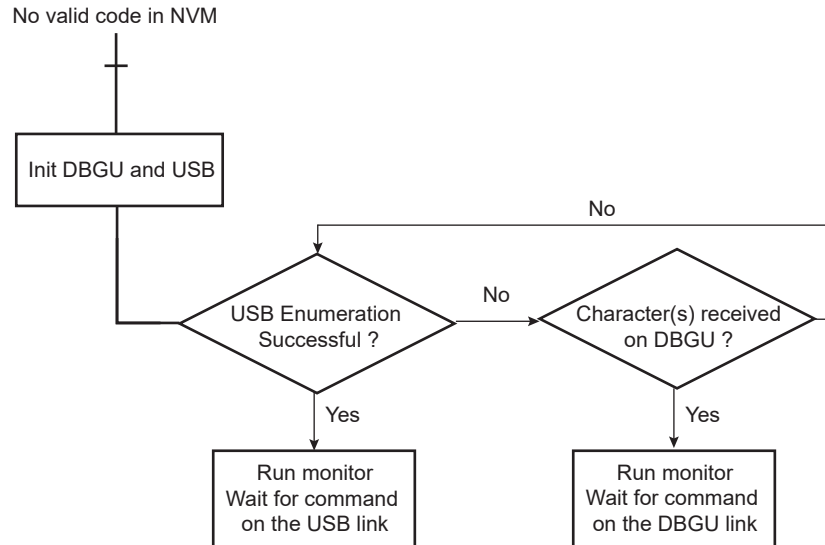 No valid code in NVM
Init DBGU and USB
No
USB Enumeration
Successful ?
No
Character(s) received
on DBGU ?
Yes
Yes
Run monitor
Wait for command
on the USB link
Run monitor
Wait for command
on the DBGU link